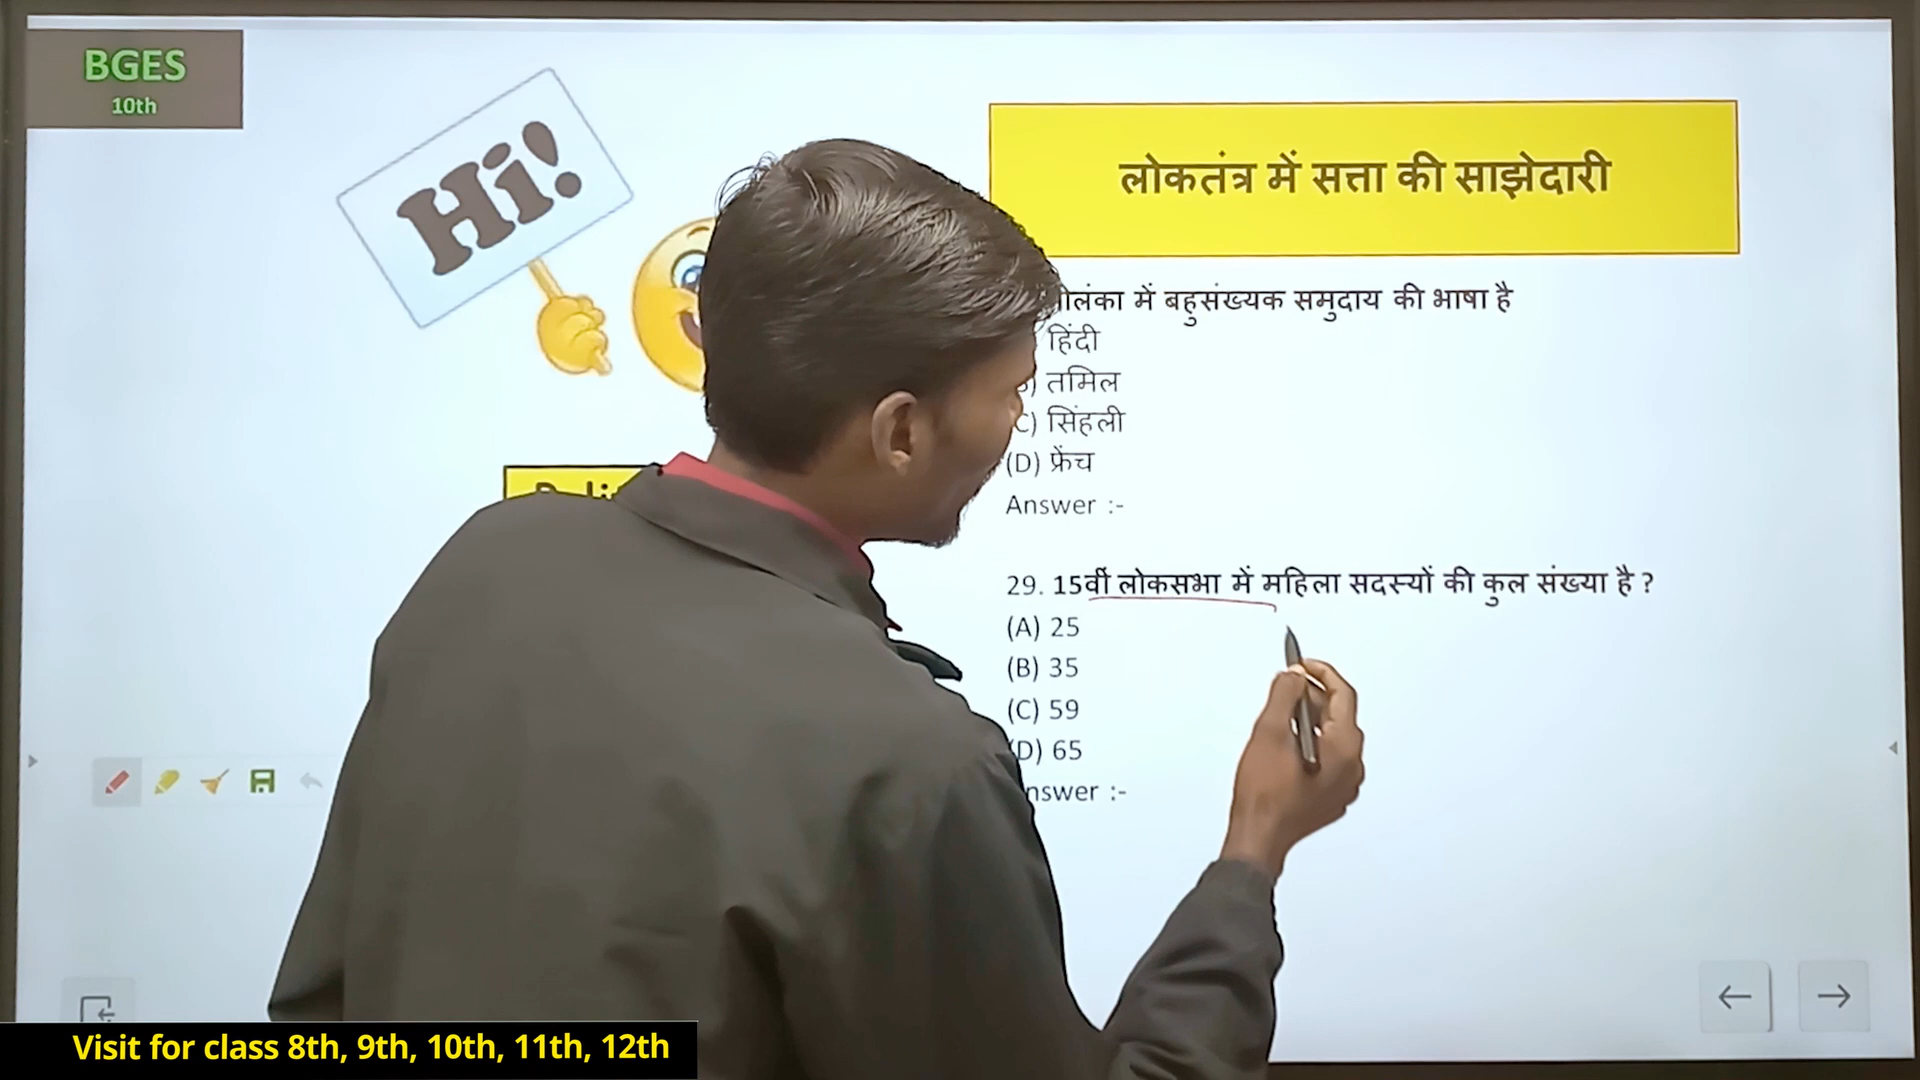 BGES
10th
Hi!
लोकतंत्र में सत्ता की साझेदारी
में बहुसंख्यक समुदाय की भाषा है
हिंदी
तमिल
C) सिंहली
(D) फ्रेंच
Answer :-
29. 15वीं लोकसभा में महिला सदस्यों की कुल संख्या है ?
(A) 25
(B) 35
(C) 59
D) 65
nswer :-
Visit for class 8th, 9th, 10th, 11th, 12th